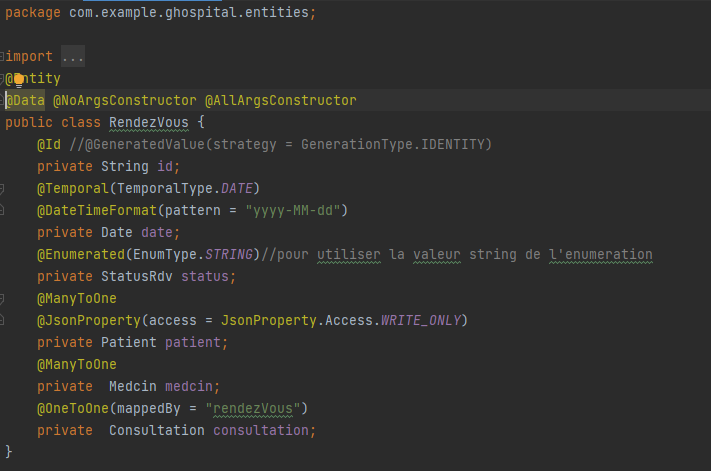 package com.example.ghospital.entities;
import ...
@Entity
@Data @NoArgsConstructor @AllArgsConstructor
public class RendezVous {
@Id //@GeneratedValue(strategy = GenerationType.IDENTITY)
private String id;
@Temporal(TemporalType.DATE)
@DateTimeFormat(pattern = "yyyy-MM-dd")
private Date date;
@Enumerated(EnumType.STRING)//pour utiliser la valeur string de l'enumeration
private StatusRdv status;
@ManyToOne
@JsonProperty(access = JsonProperty.Access.WRITE_ONLY)
private Patient patient;
@ManyToOne
private  Medcin medcin;
@OneToOne(mappedBy = "rendezVous")
private  Consultation consultation;
}